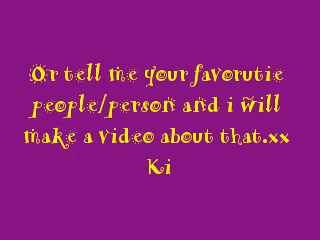 Or tell me your favorutie
people/person and i will
make a video about that.xx
Ki